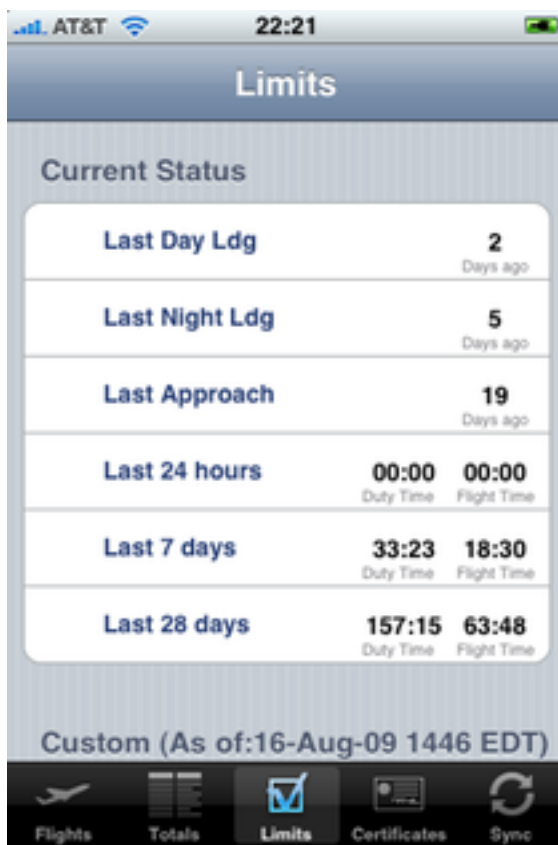 AT&T 22:21
Limits
Current Status
Last Day Ldg 2
Days ago
Last Night Ldg 5
Days ago
Last Approach 19
Days ago
Last 24 hours 00:00 00:00
Duty Time Flight Time
Last 7 days 33:23 18:30
Duty Time Flight Time
Last 28 days 157:15 63:48
Duty Time Flight Time
Custom (As of:16-Aug-09 1446 EDT)
Flights Totals Limits Certificates Sync